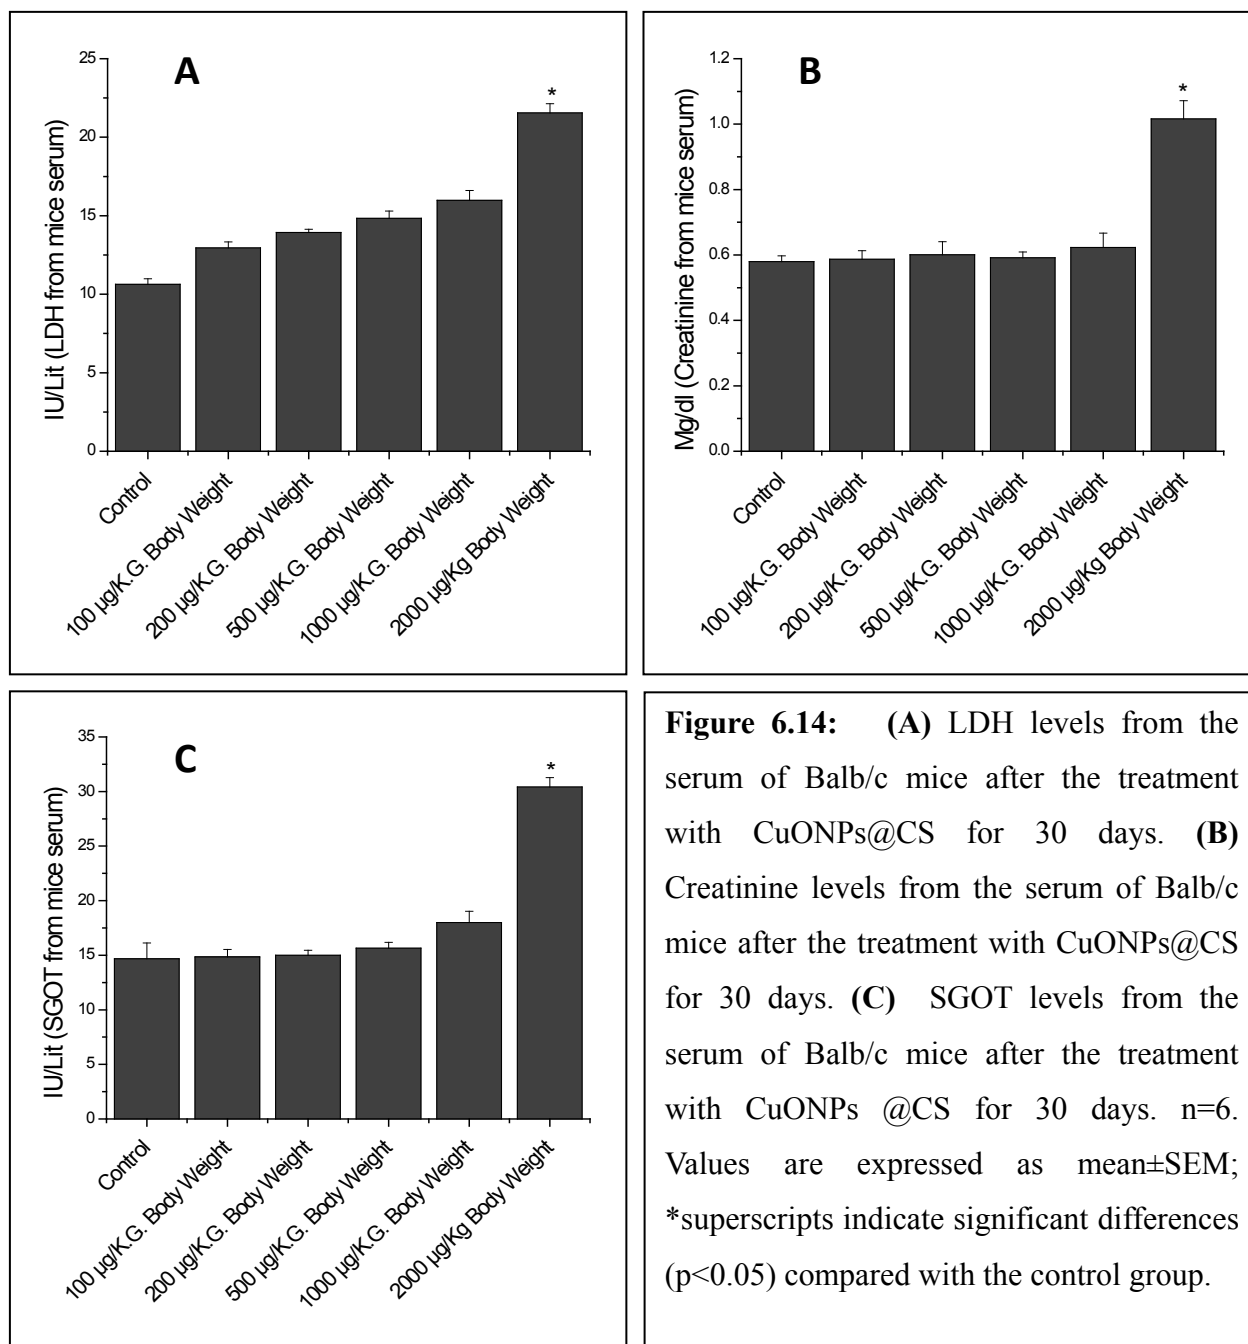 A
IU/Lit (LDH from mice serum)
25
20
15
10
5
0
*
Control
100 µg/K.G. Body Weight
200 µg/K.G. Body Weight
500 µg/K.G. Body Weight
1000 µg/K.G. Body Weight
2000 µg/Kg Body Weight
B
Mg/dl (Creatinine from mice serum)
1.2
1.0
0.8
0.6
0.4
0.2
0.0
*
Control
100 µg/K.G. Body Weight
200 µg/K.G. Body Weight
500 µg/K.G. Body Weight
1000 µg/K.G. Body Weight
2000 µg/Kg Body Weight
C
IU/Lit (SGOT from mice serum)
35
30
25
20
15
10
5
0
*
Control
100 µg/K.G. Body Weight
200 µg/K.G. Body Weight
500 µg/K.G. Body Weight
1000 µg/K.G. Body Weight
2000 µg/Kg Body Weight
Figure 6.14: (A) LDH levels from the
serum of Balb/c mice after the treatment
with CuONPs@CS for 30 days. (B)
Creatinine levels from the serum of Balb/c
mice after the treatment with CuONPs@CS
for 30 days. (C) SGOT levels from the
serum of Balb/c mice after the treatment
with CuONPs @CS for 30 days. n=6.
Values are expressed as mean±SEM;
*superscripts indicate significant differences
(p<0.05) compared with the control group.